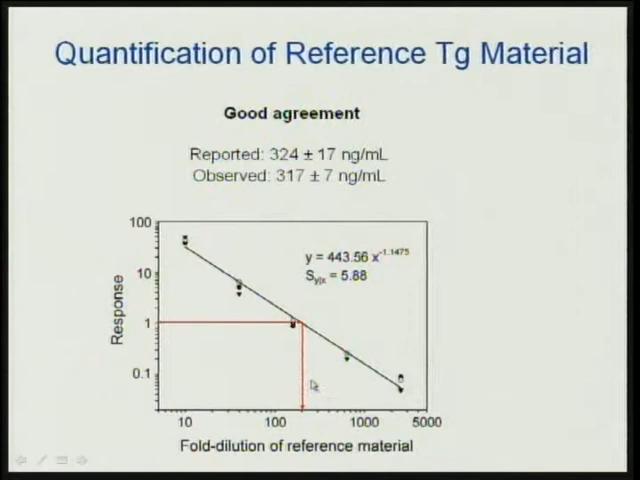 Quantification of Reference Tg Material
Good agreement
Reported: 324 ± 17 ng/mL
Observed: 317 ± 7 ng/mL
100
10
1
0.1
Response
y = 443.56 x-1.1475
Sy|x = 5.88
10
100
1000
5000
Fold-dilution of reference material